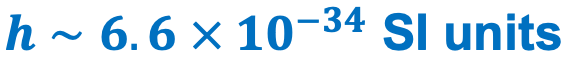 h ~ 6.6 × 10⁻³⁴ SI units